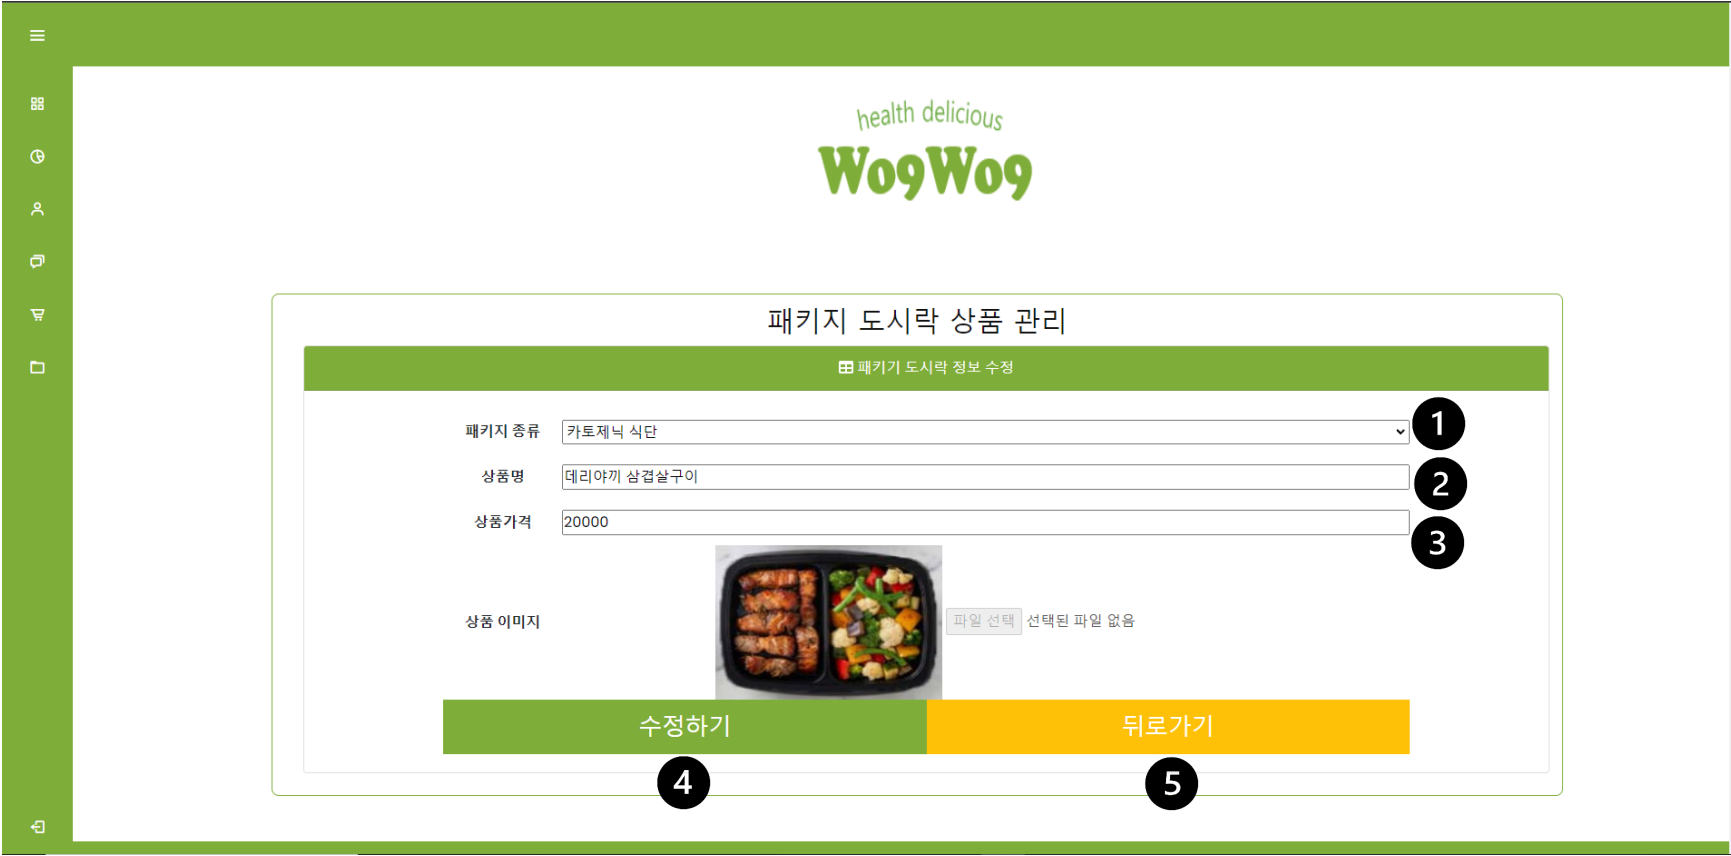 health delicious
Wo9Wo9
패키지 도시락 상품 관리
패키기 도시락 정보 수정
패키지 종류 카토제닉 식단 1
상품명 데리야끼 삼겹살구이 2
상품가격 20000 3
상품 이미지 파일 선택 선택된 파일 없음
수정하기 뒤로가기
4 5